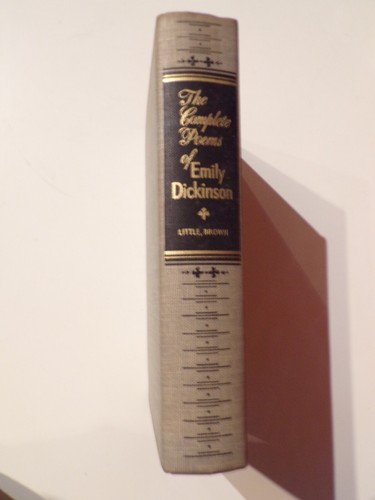 The
Complete
Poems
of
Emily
Dickinson
LITTLE, BROWN